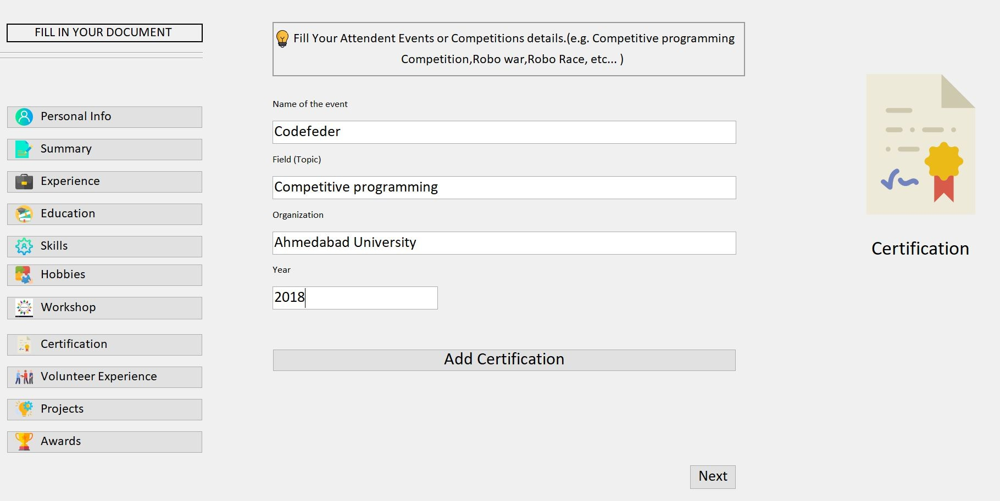 FILL IN YOUR DOCUMENT
Personal Info
Summary
Experience
Education
Skills
Hobbies
Workshop
Certification
Volunteer Experience
Projects
Awards
Fill Your Attendent Events or Competitions details.(e.g. Competitive programming
Competition,Robo war,Robo Race, etc... )
Name of the event
Codefeder
Field (Topic)
Competitive programming
Organization
Ahmedabad University
Year
2018
Add Certification
Next
Certification